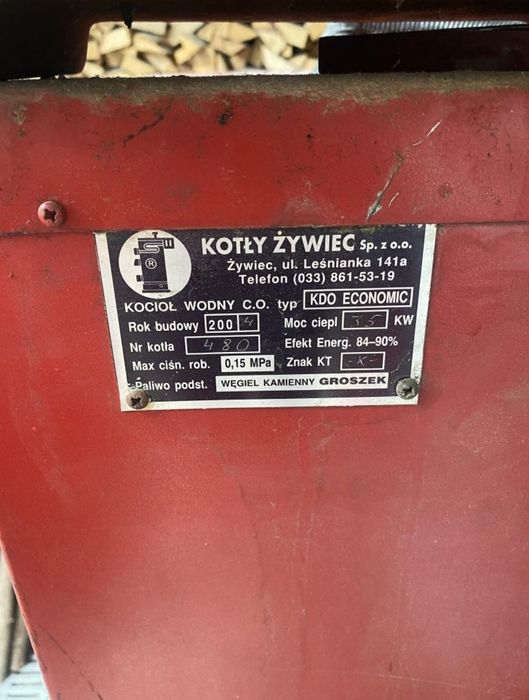 KOTŁY ŻYWIEC Sp. z o.o.
Żywiec, ul. Leśnianka 141a
Telefon (033) 861-53-19
KOCIOŁ WODNY C.O. typ KDO ECONOMIC
Rok budowy 2004 Moc ciepl 35 KW
Nr kotła 480 Efekt Energ. 84-90%
Max ciśn. rob. 0,15 MPa Znak KT -x-
Paliwo podst. WĘGIEL KAMIENNY GROSZEK
R